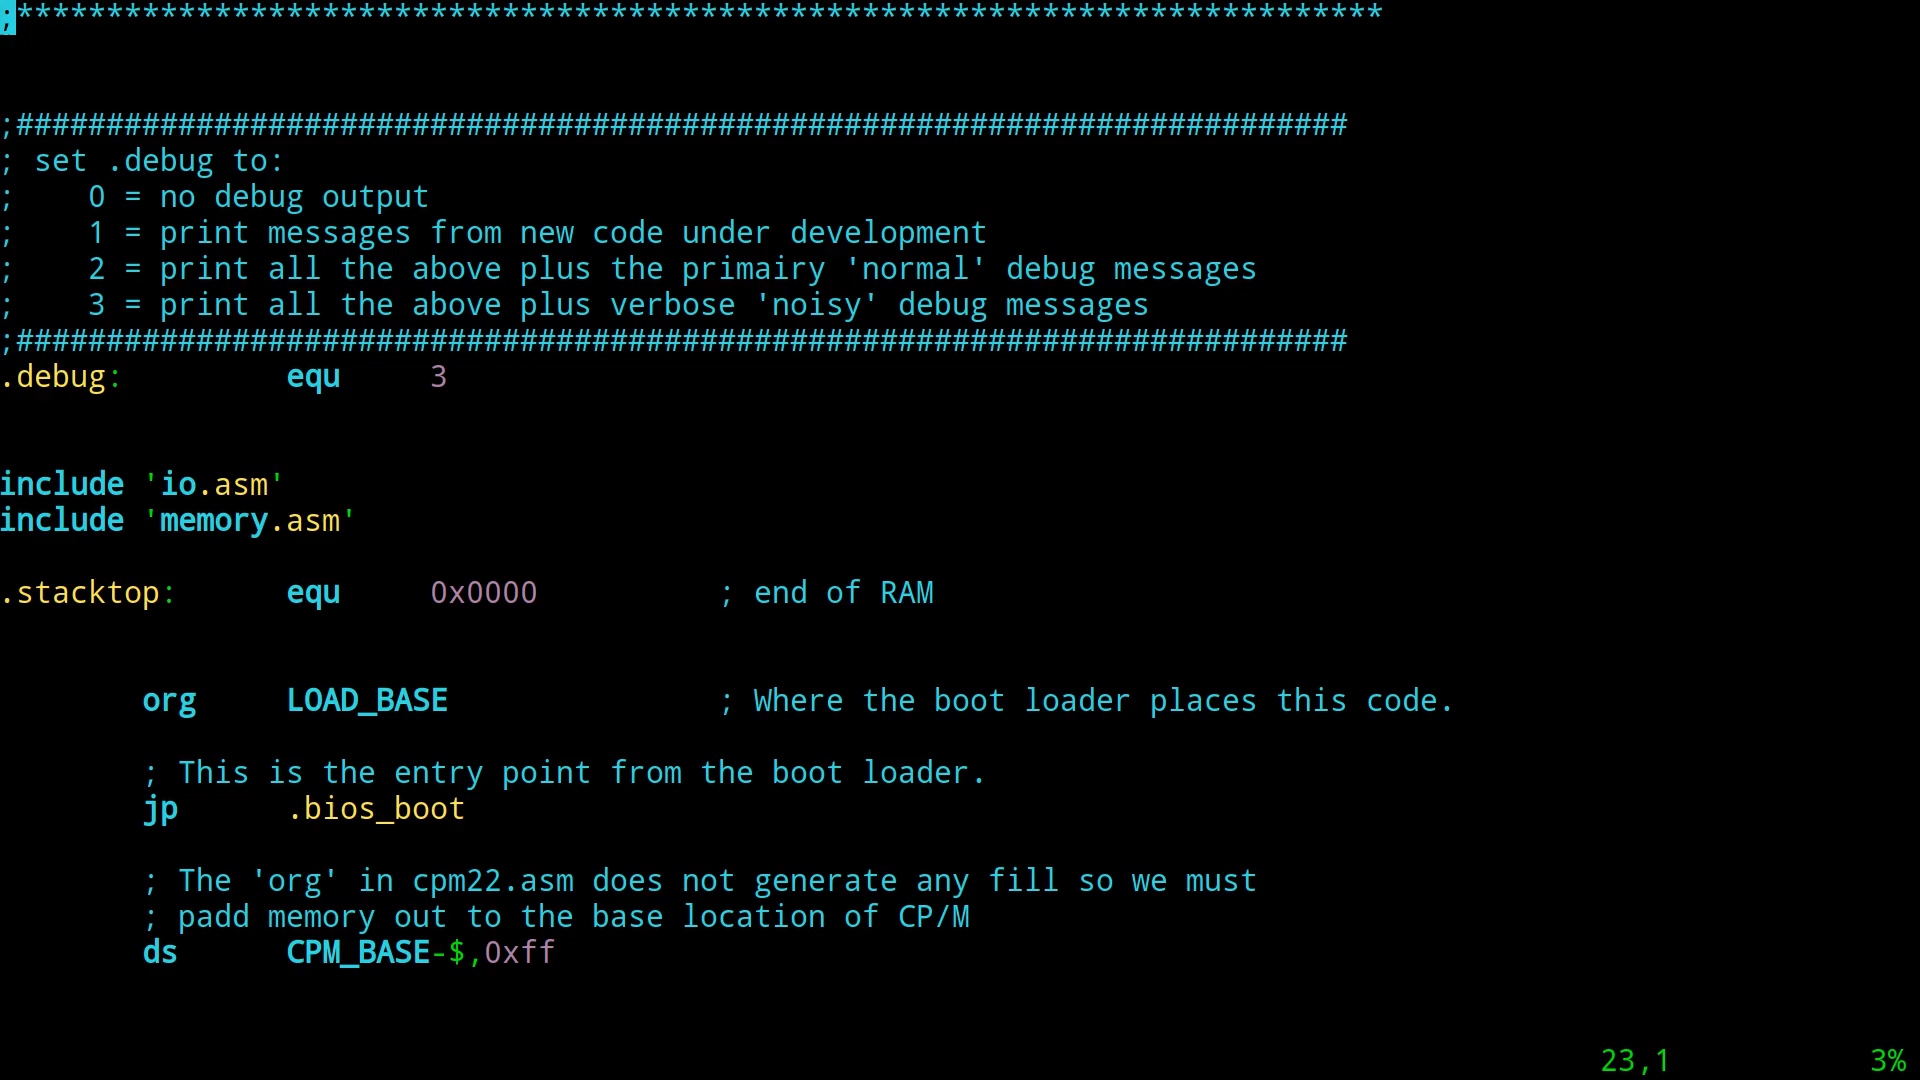 ;****************************************************************************
;##########################################################################
; set .debug to:
;    0 = no debug output
;    1 = print messages from new code under development
;    2 = print all the above plus the primairy 'normal' debug messages
;    3 = print all the above plus verbose 'noisy' debug messages
;##########################################################################
.debug:         equ     3
include 'io.asm'
include 'memory.asm'
.stacktop:      equ     0x0000          ; end of RAM
        org     LOAD_BASE               ; Where the boot loader places this code.
        ; This is the entry point from the boot loader.
        jp      .bios_boot
        ; The 'org' in cpm22.asm does not generate any fill so we must
        ; padd memory out to the base location of CP/M
        ds      CPM_BASE-$,0xff
23,1           3%